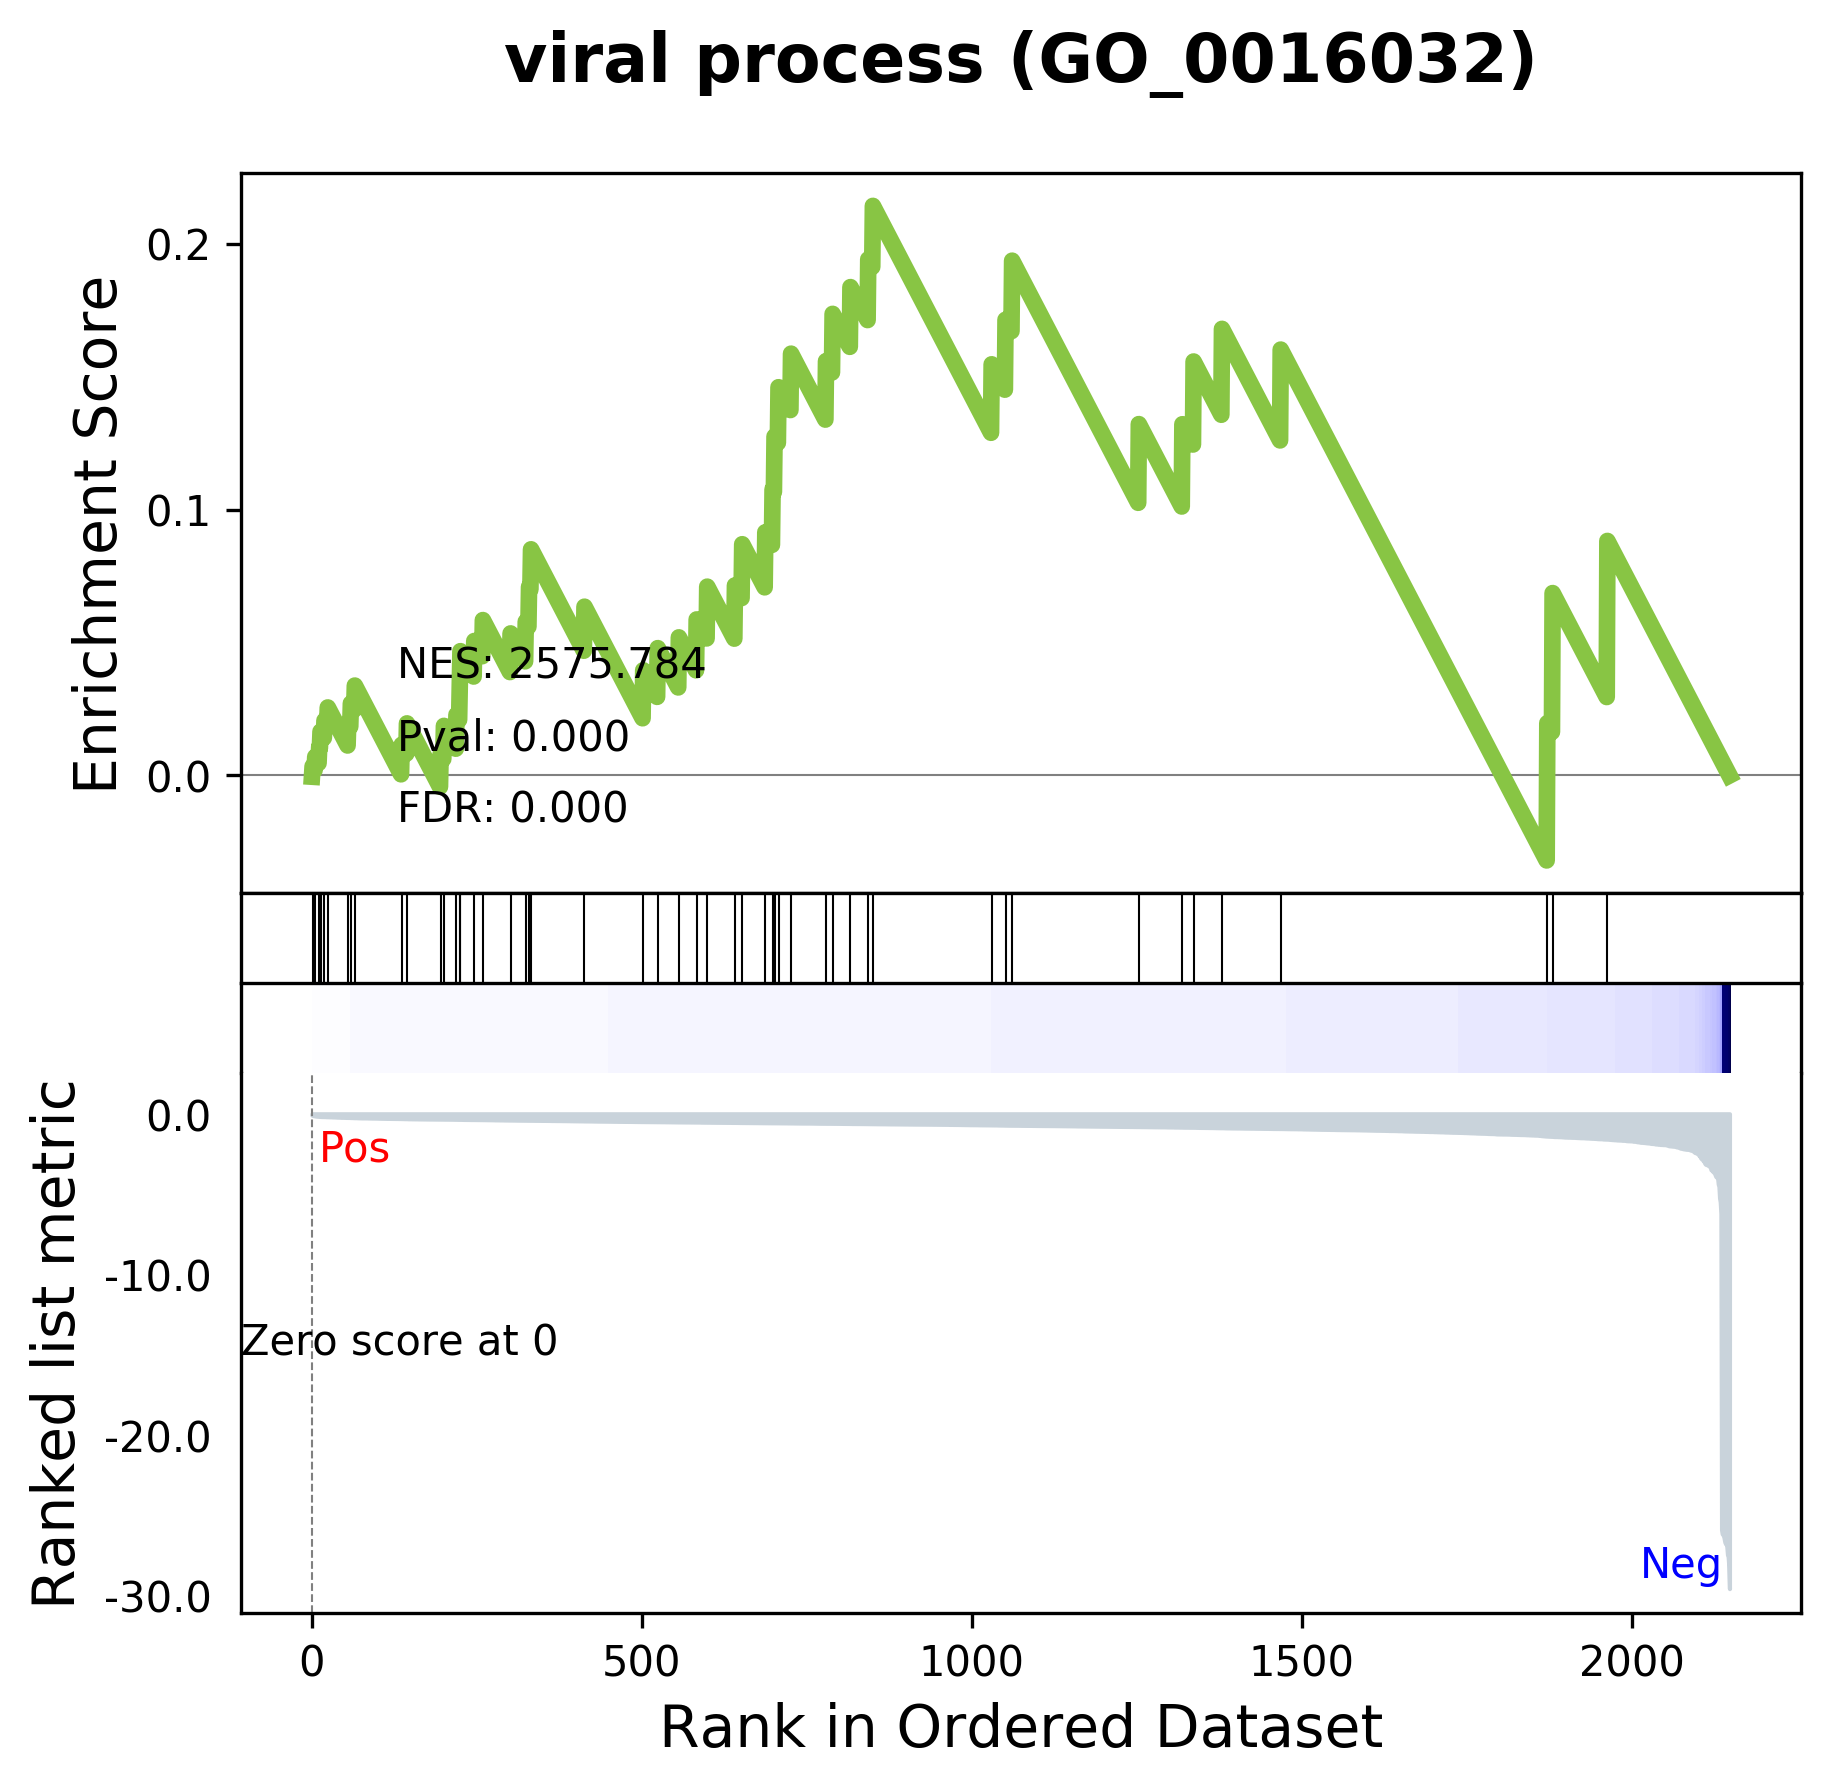 viral process (GO_0016032)
Enrichment Score
0.2
0.1
0.0
NES: 2575.784
Pval: 0.000
FDR: 0.000
Ranked list metric
0.0
-10.0
-20.0
-30.0
Pos
Zero score at 0
Neg
0 500 1000 1500 2000
Rank in Ordered Dataset